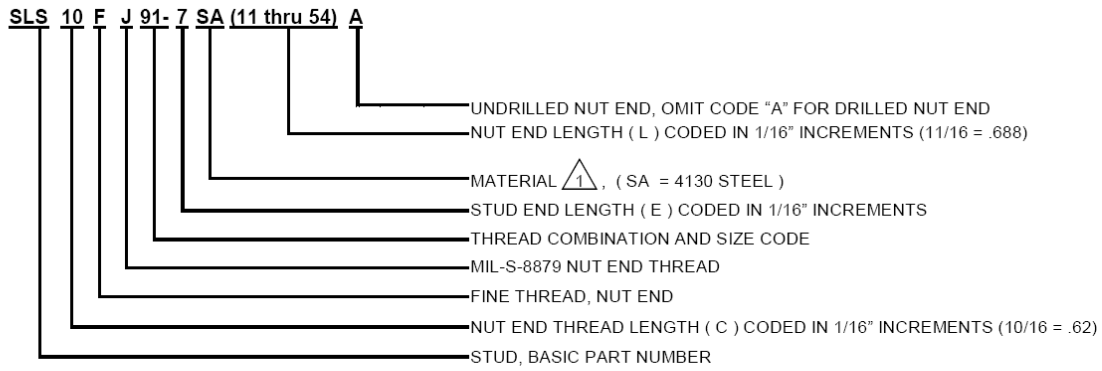 SLS 10 F J 91- 7 SA (11 thru 54) A
UNDRILLED NUT END, OMIT CODE “A” FOR DRILLED NUT END
NUT END LENGTH ( L ) CODED IN 1/16” INCREMENTS (11/16 = .688)
MATERIAL 1 , ( SA = 4130 STEEL )
STUD END LENGTH ( E ) CODED IN 1/16” INCREMENTS
THREAD COMBINATION AND SIZE CODE
MIL-S-8879 NUT END THREAD
FINE THREAD, NUT END
NUT END THREAD LENGTH ( C ) CODED IN 1/16” INCREMENTS (10/16 = .62)
STUD, BASIC PART NUMBER